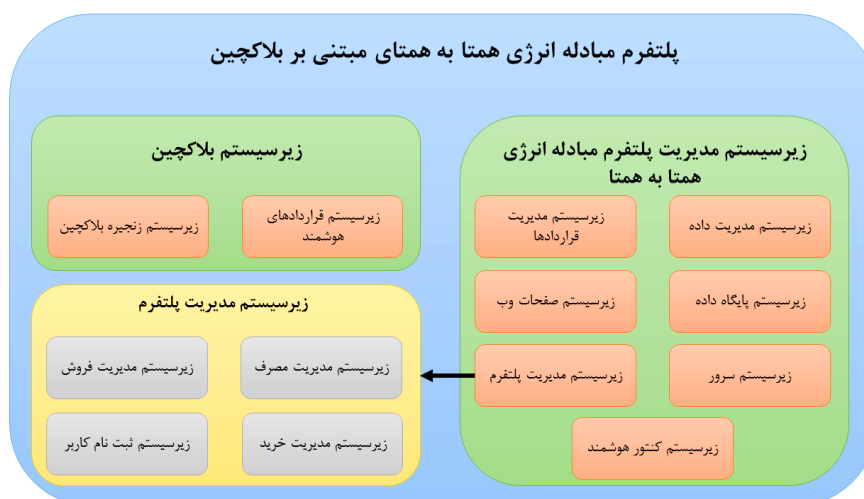 پلتفرم مبادله انرژی همتا به همتای مبتنی بر بلاکچین
زیرسیستم مدیریت پلتفرم مبادله انرژی
همتا به همتا
زیرسیستم مدیریت داده
زیرسیستم مدیریت
قراردادها
زیرسیستم پایگاه داده
زیرسیستم صفحات وب
زیرسیستم سرور
زیرسیستم مدیریت پلتفرم
زیرسیستم کنتور هوشمند
زیرسیستم بلاکچین
زیرسیستم قراردادهای
هوشمند
زیرسیستم زنجیره بلاکچین
زیرسیستم مدیریت پلتفرم
زیرسیستم مدیریت مصرف
زیرسیستم مدیریت فروش
زیرسیستم مدیریت خرید
زیرسیستم ثبت نام کاربر